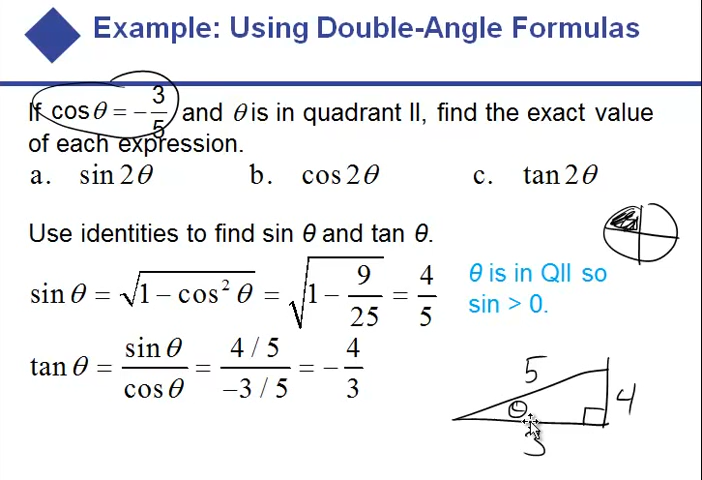 Example: Using Double-Angle Formulas
If cos θ = −3/5 and θ is in quadrant II, find the exact value
of each expression.
a. sin 2θ b. cos 2θ c. tan 2θ
Use identities to find sin θ and tan θ.
sin θ = √(1 − cos² θ) = √(1 − 9/25) = 4/5
θ is in QII so
sin > 0.
tan θ = sin θ / cos θ = (4 / 5)/(−3 / 5) = −4/3
5
4
θ
3